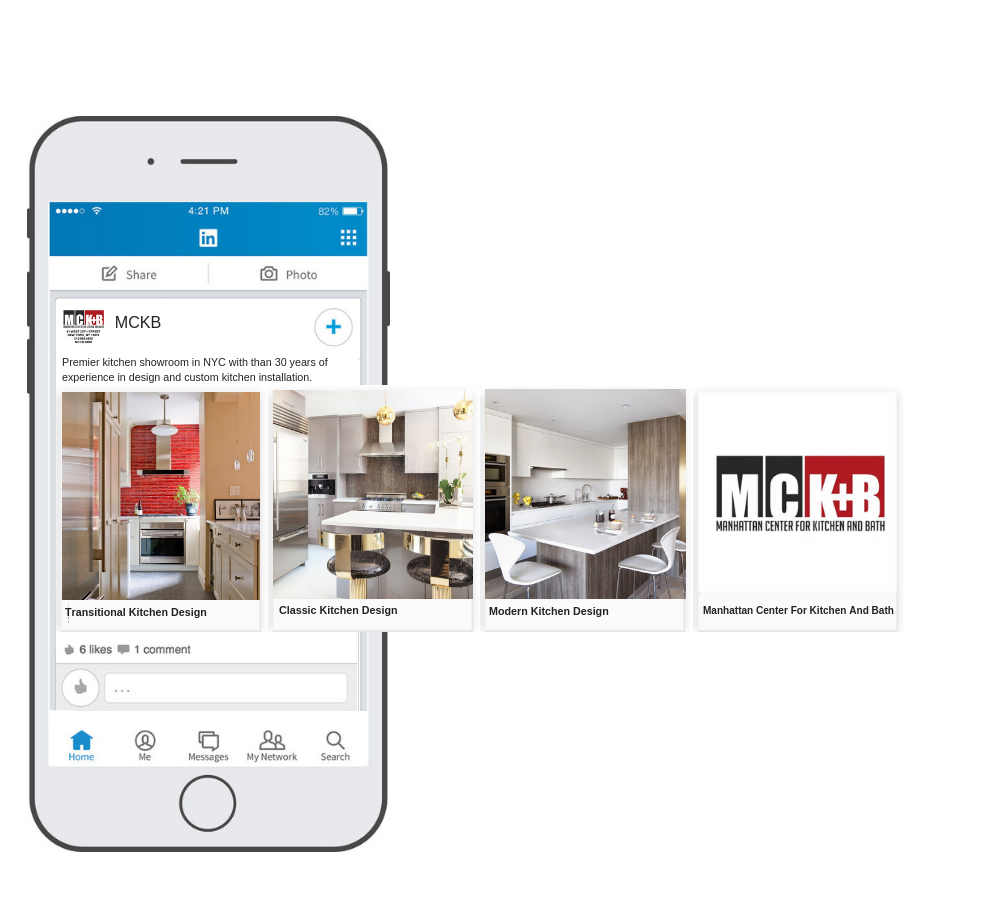 4:21 PM
82%
in
Share
Photo
MCK+B
MCKB
Premier kitchen showroom in NYC with than 30 years of
experience in design and custom kitchen installation.
MCK+B
MANHATTAN CENTER FOR KITCHEN AND BATH
Transitional Kitchen Design
Classic Kitchen Design
Modern Kitchen Design
Manhattan Center For Kitchen And Bath
6 likes
1 comment
...
Home
Me
Messages
My Network
Search